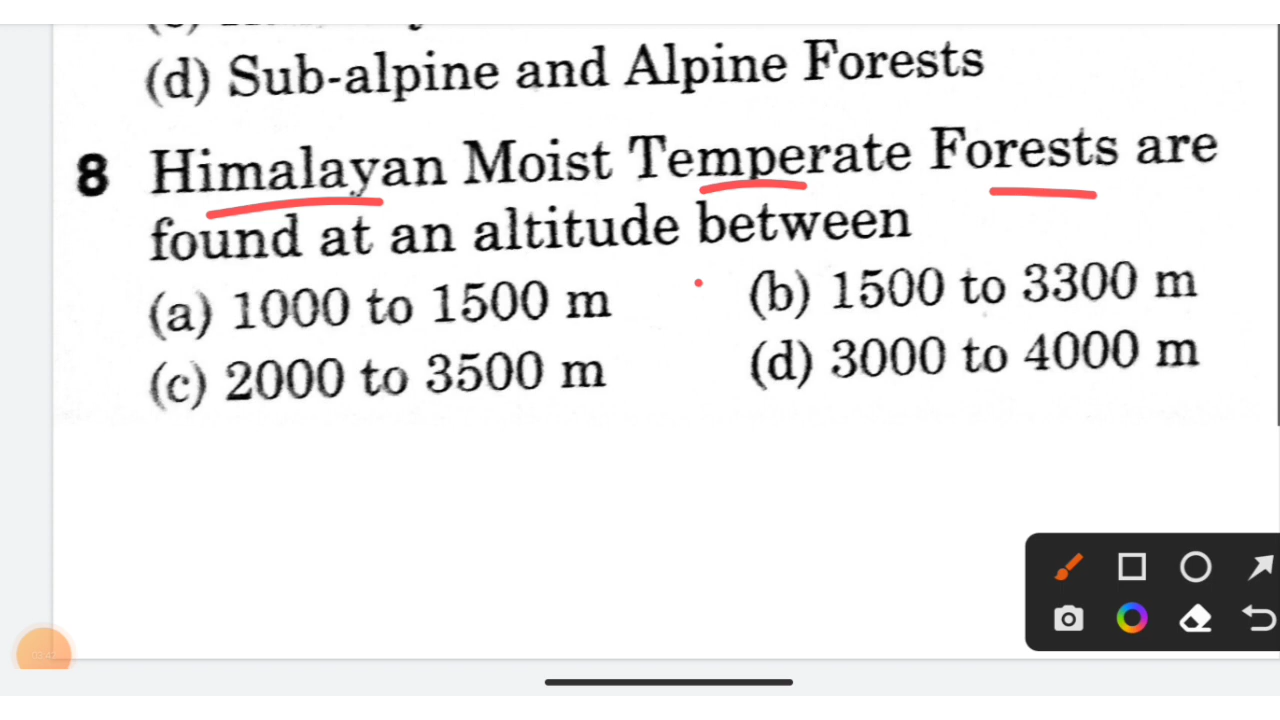 (d) Sub-alpine and Alpine Forests
8 Himalayan Moist Temperate Forests are
found at an altitude between
(a) 1000 to 1500 m (b) 1500 to 3300 m
(c) 2000 to 3500 m (d) 3000 to 4000 m